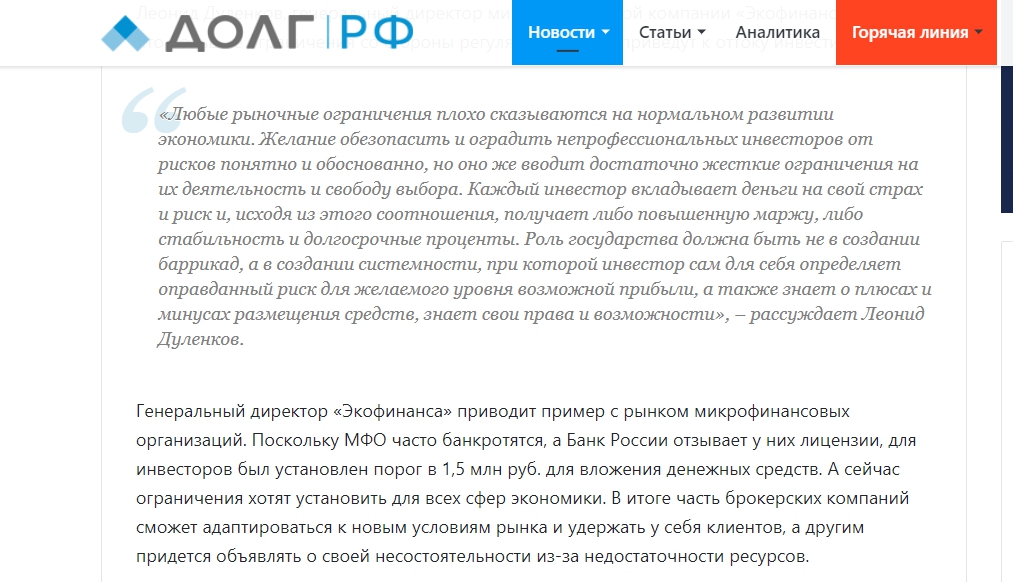 Леонид Дуленков, генеральный директор
компании «Экофинанс
ДОЛГ РФ
Новости
Статьи
Аналитика
Горячая линия
«Любые рыночные ограничения плохо сказываются на нормальном развитии
экономики. Желание обезопасить и оградить непрофессиональных инвесторов от
рисков понятно и обоснованно, но оно же вводит достаточно жесткие ограничения на
их деятельность и свободу выбора. Каждый инвестор вкладывает деньги на свой страх
и риск и, исходя из этого соотношения, получает либо повышенную маржу, либо
стабильность и долгосрочные проценты. Роль государства должна быть не в создании
баррикад, а в создании системности, при которой инвестор сам для себя определяет
оправданный риск для желаемого уровня возможной прибыли, а также знает о плюсах и
минусах размещения средств, знает свои права и возможности», – рассуждает Леонид
Дуленков.
Генеральный директор «Экофинанса» приводит пример с рынком микрофинансовых
организаций. Поскольку МФО часто банкротятся, а Банк России отзывает у них лицензии, для
инвесторов был установлен порог в 1,5 млн руб. для вложения денежных средств. А сейчас
ограничения хотят установить для всех сфер экономики. В итоге часть брокерских компаний
сможет адаптироваться к новым условиям рынка и удержать у себя клиентов, а другим
придется объявлять о своей несостоятельности из-за недостаточности ресурсов.